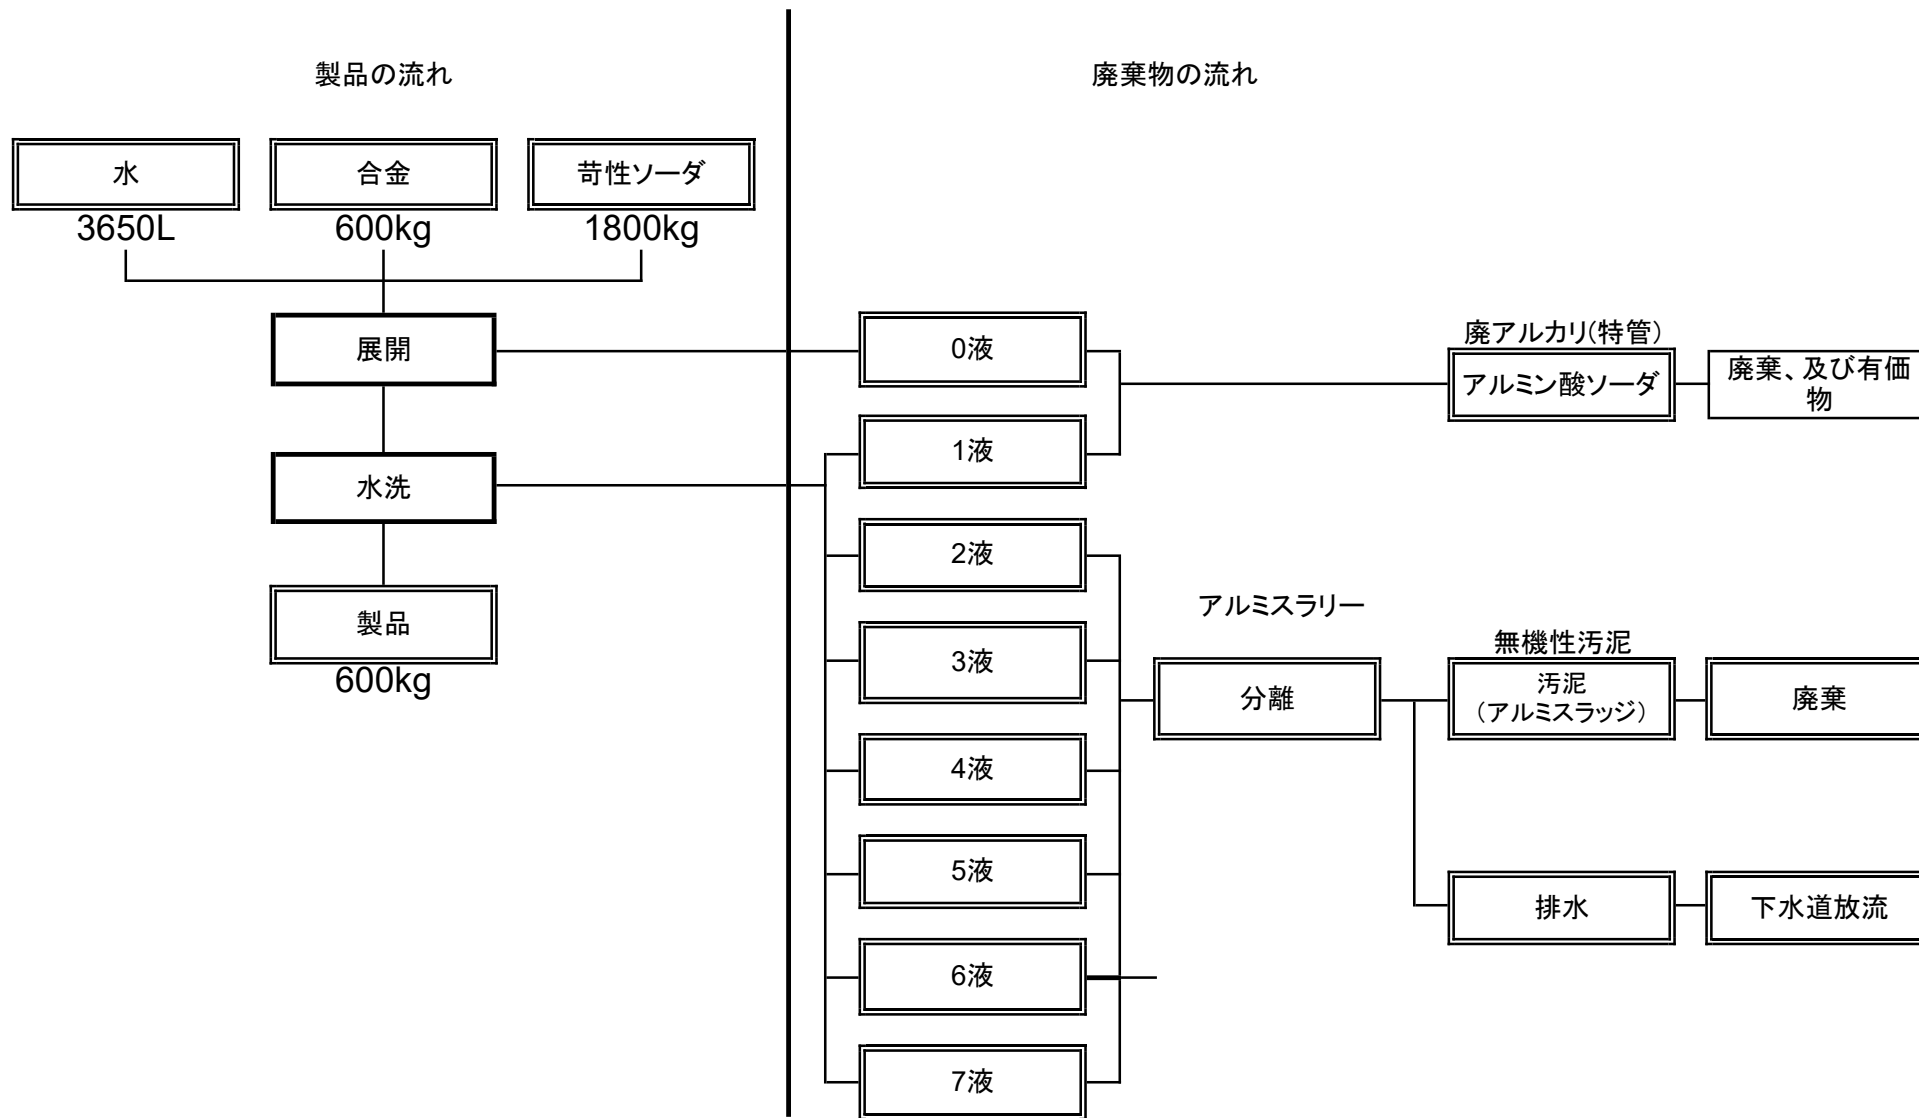 製品の流れ
廃棄物の流れ
水
合金
苛性ソーダ
3650L
600kg
1800kg
展開
水洗
製品
600kg
0液
1液
2液
3液
4液
5液
6液
7液
廃アルカリ(特管)
アルミン酸ソーダ
廃棄、及び有価
物
アルミスラリー
分離
無機性汚泥
汚泥
（アルミスラッジ）
廃棄
排水
下水道放流